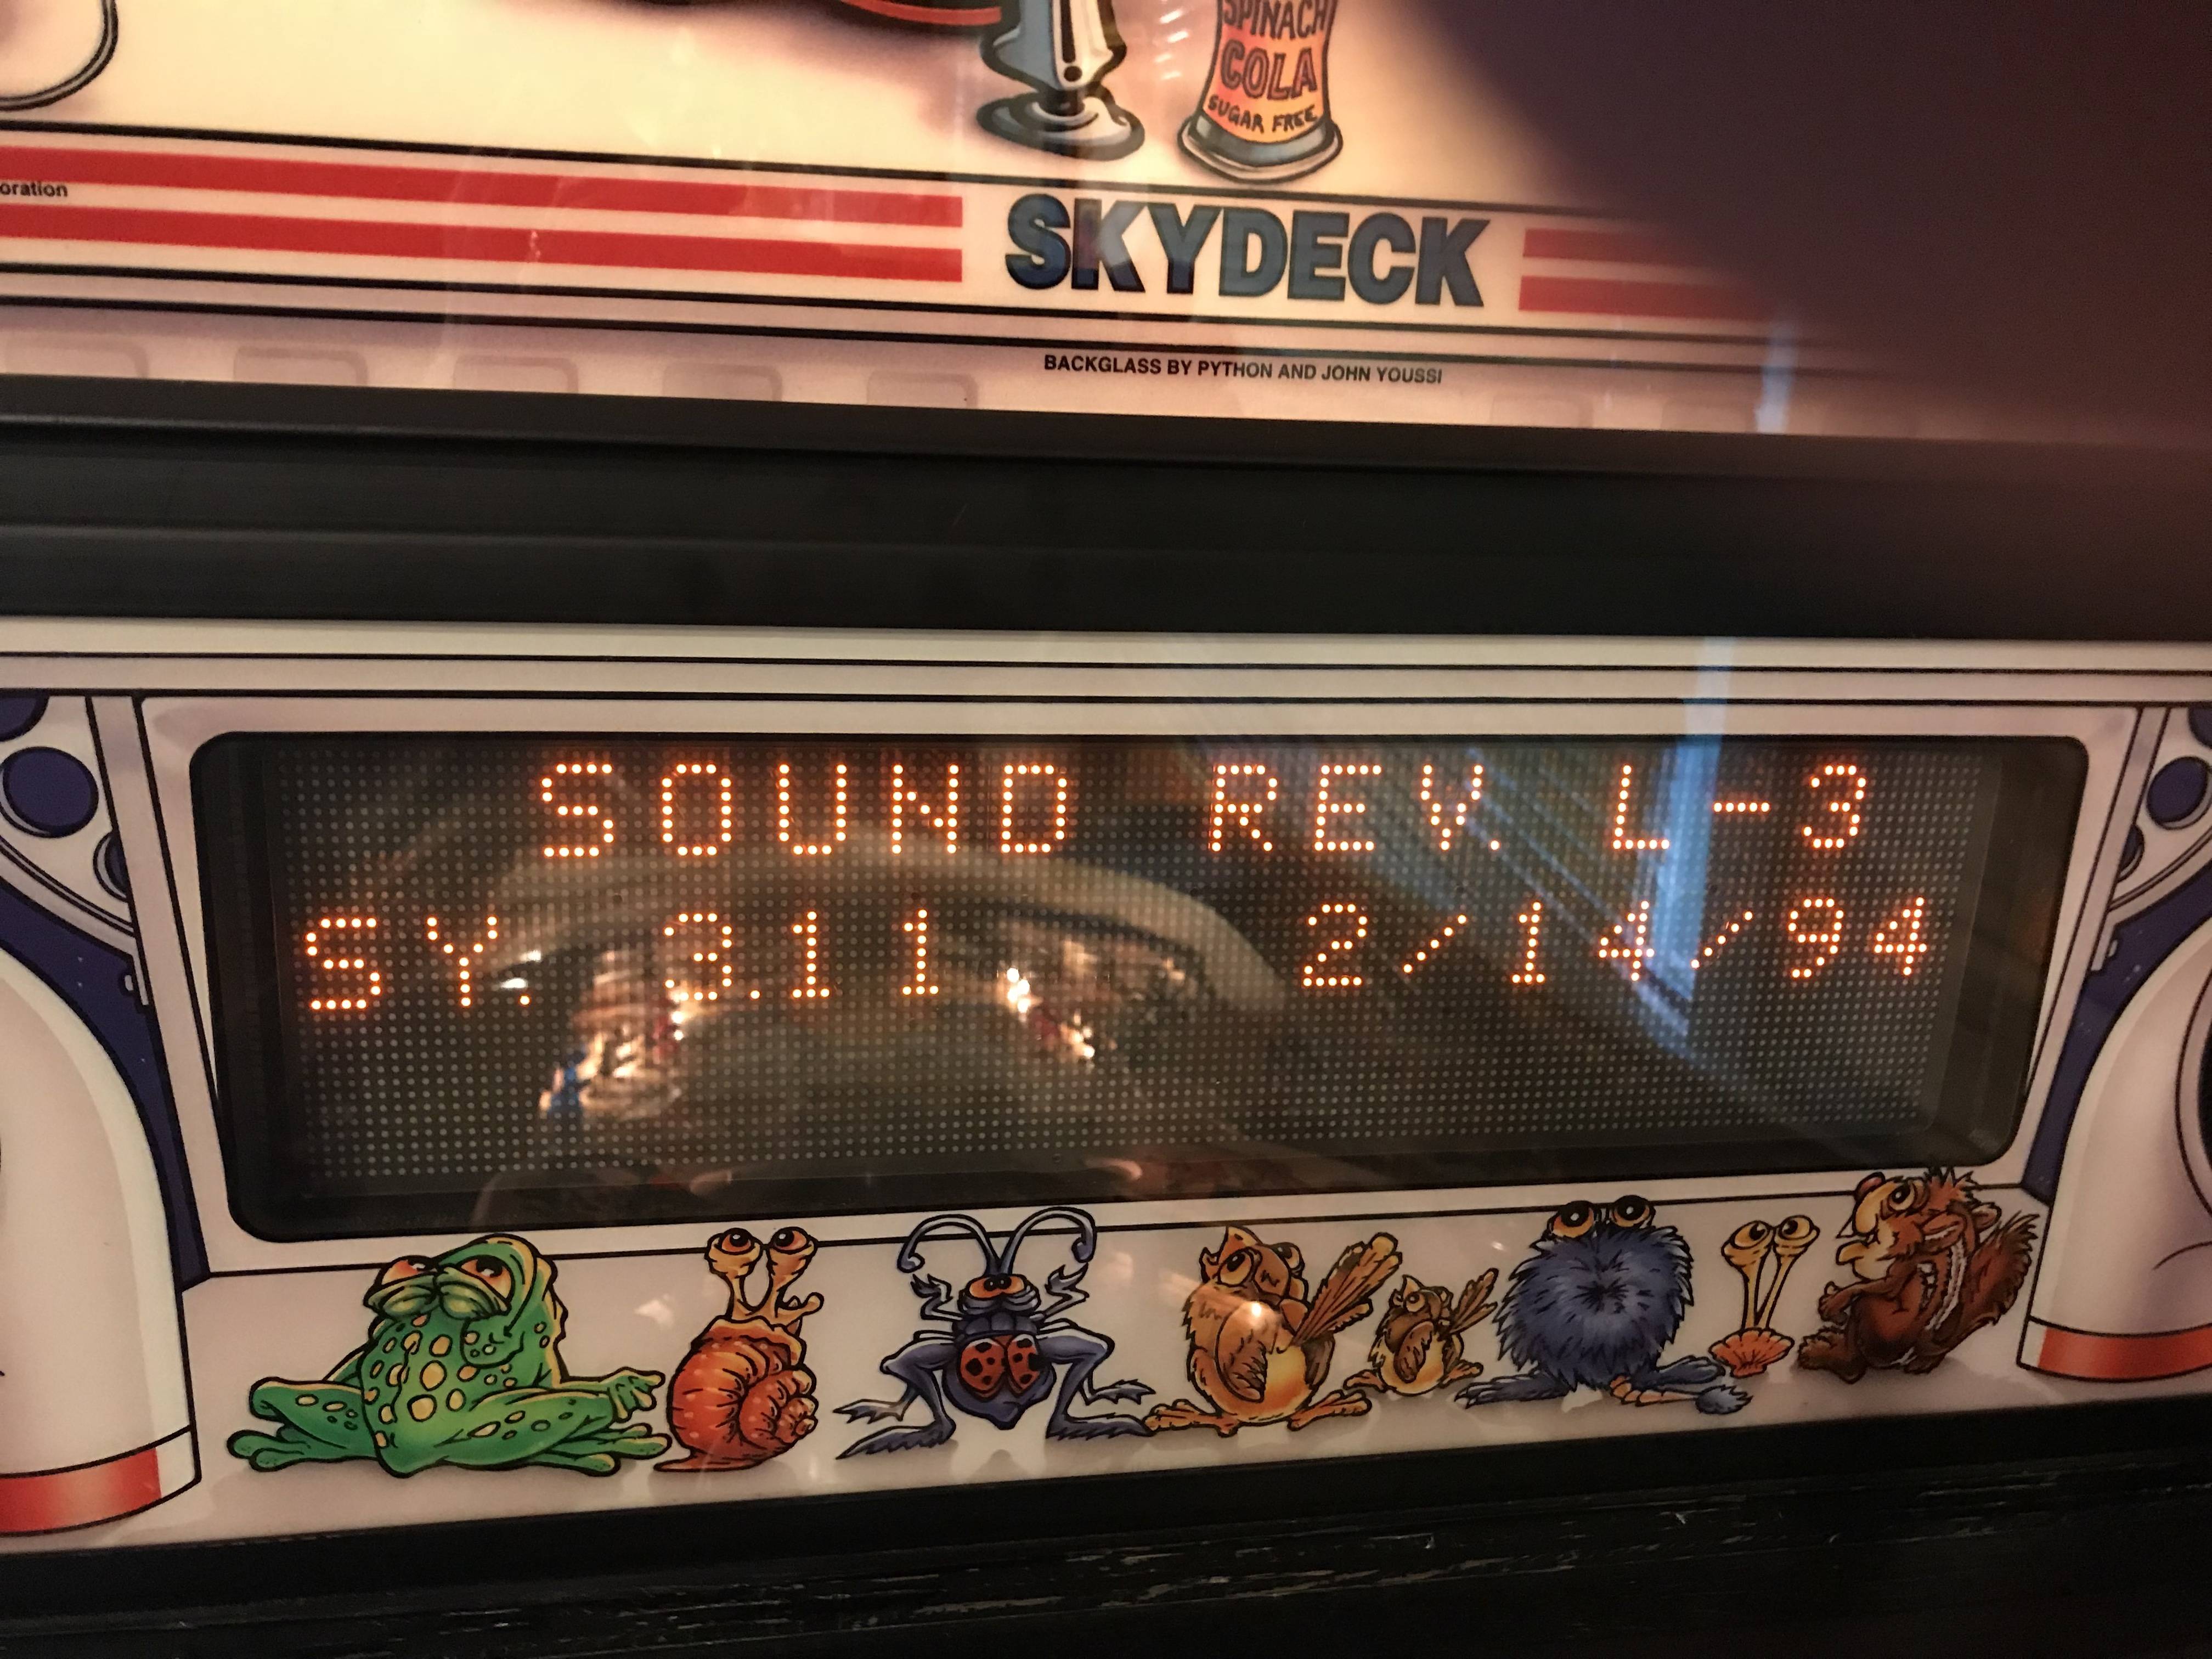 SPINACH
COLA
SUGAR FREE
oration
SKYDECK
BACKGLASS BY PYTHON AND JOHN YOUSSI
SOUND REV. L-3
SY. 3.11 2/14/94